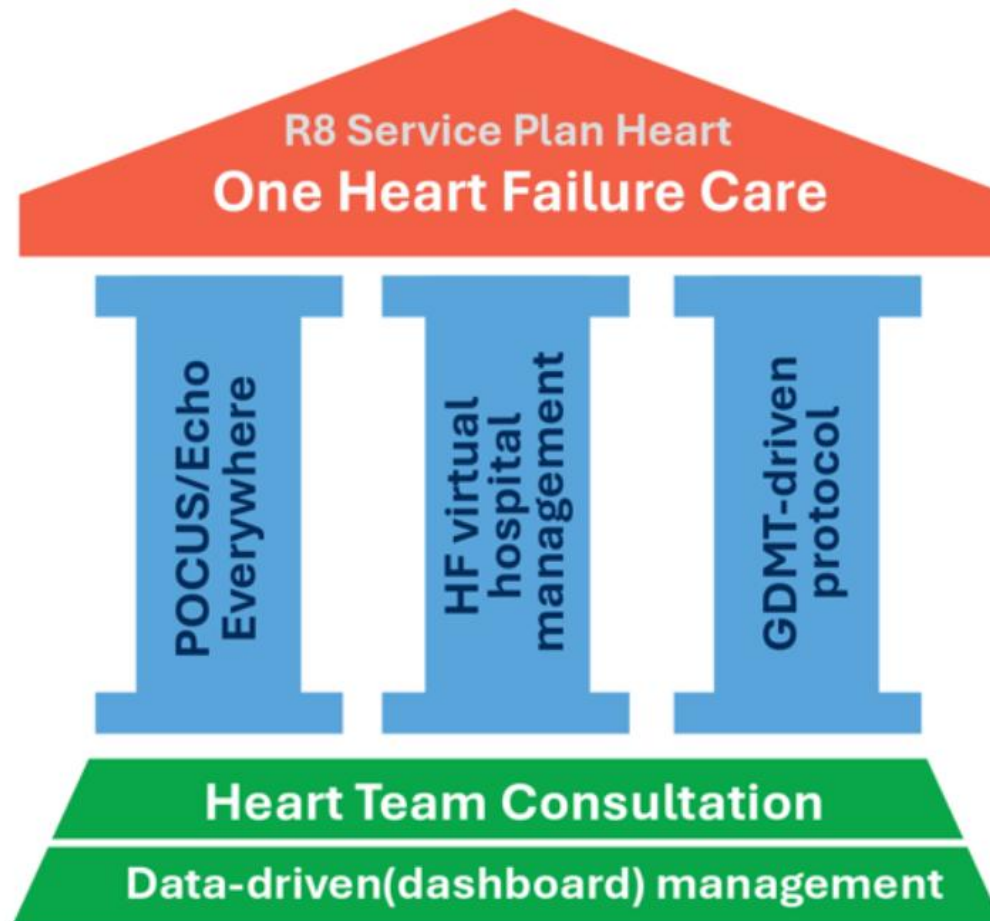 R8 Service Plan Heart
One Heart Failure Care
POCUS/Echo
Everywhere
HF virtual
hospital
management
GDMT-driven
protocol
Heart Team Consultation
Data-driven(dashboard) management